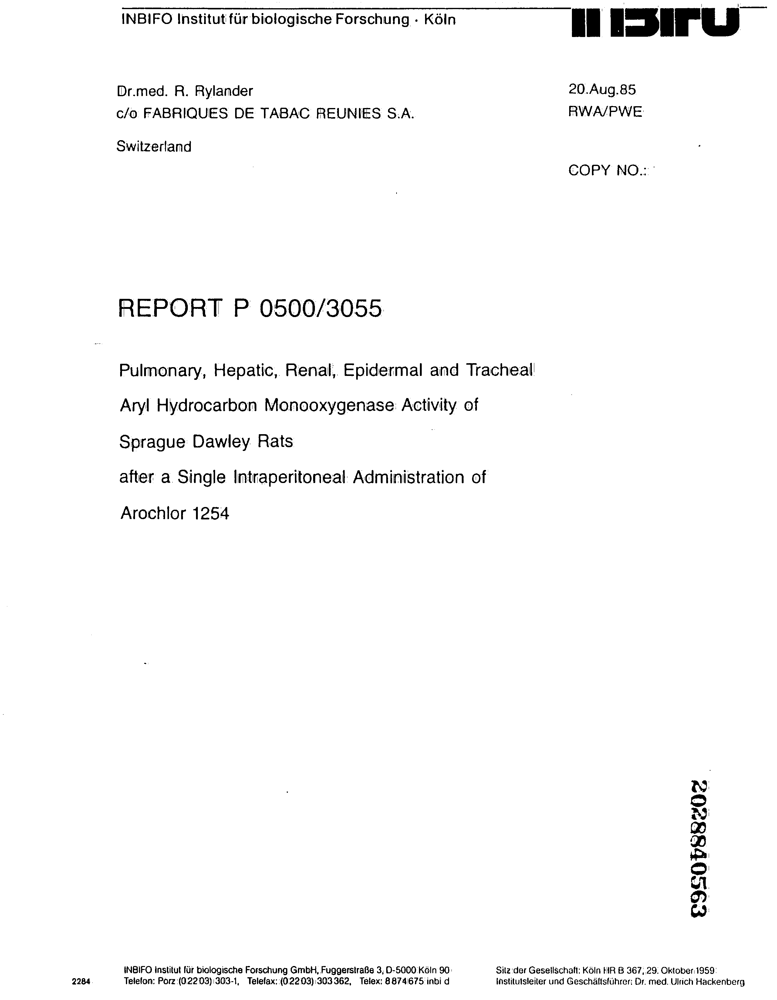 INBIFO Institut für biologische Forschung · Köln
INBIFO
Dr.med. R. Rylander
c/o FABRIQUES DE TABAC REUNIES S.A.
Switzerland
20.Aug.85
RWA/PWE
COPY NO.:
REPORT P 0500/3055
Pulmonary, Hepatic, Renal, Epidermal and Tracheal
Aryl Hydrocarbon Monooxygenase Activity of
Sprague Dawley Rats
after a Single Intraperitoneal Administration of
Arochlor 1254
2028840563
2284
INBIFO Institut für biologische Forschung GmbH, Fuggerstraße 3, D-5000 Köln 90
Telefon: Porz (02203) 303-1, Telefax: (02203) 303362, Telex: 8874675 inbi d
Sitz der Gesellschaft: Köln HR B 367, 29. Oktober 1959
Institutsleiter und Geschäftsführer: Dr. med. Ulrich Hackenberg